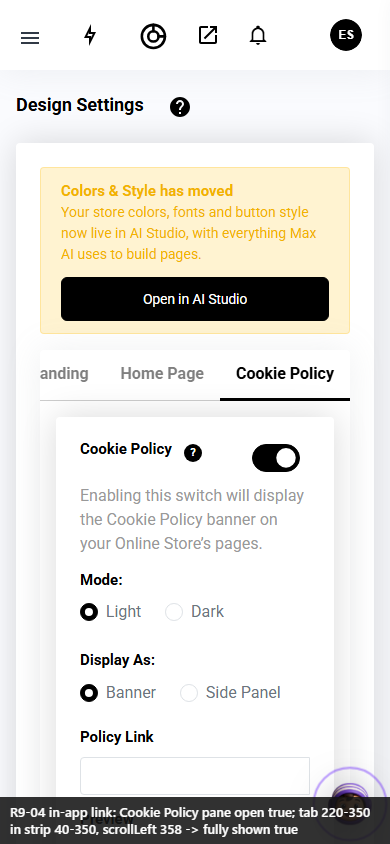 ES
Design Settings ?
Colors & Style has moved
Your store colors, fonts and button style
now live in AI Studio, with everything Max
AI uses to build pages.
Open in AI Studio
anding Home Page Cookie Policy
Cookie Policy ?
Enabling this switch will display
the Cookie Policy banner on
your Online Store's pages.
Mode:
Light Dark
Display As:
Banner Side Panel
Policy Link
Preview
R9-04 in-app link: Cookie Policy pane open true; tab 220-350
in strip 40-350, scrollLeft 358 -> fully shown true